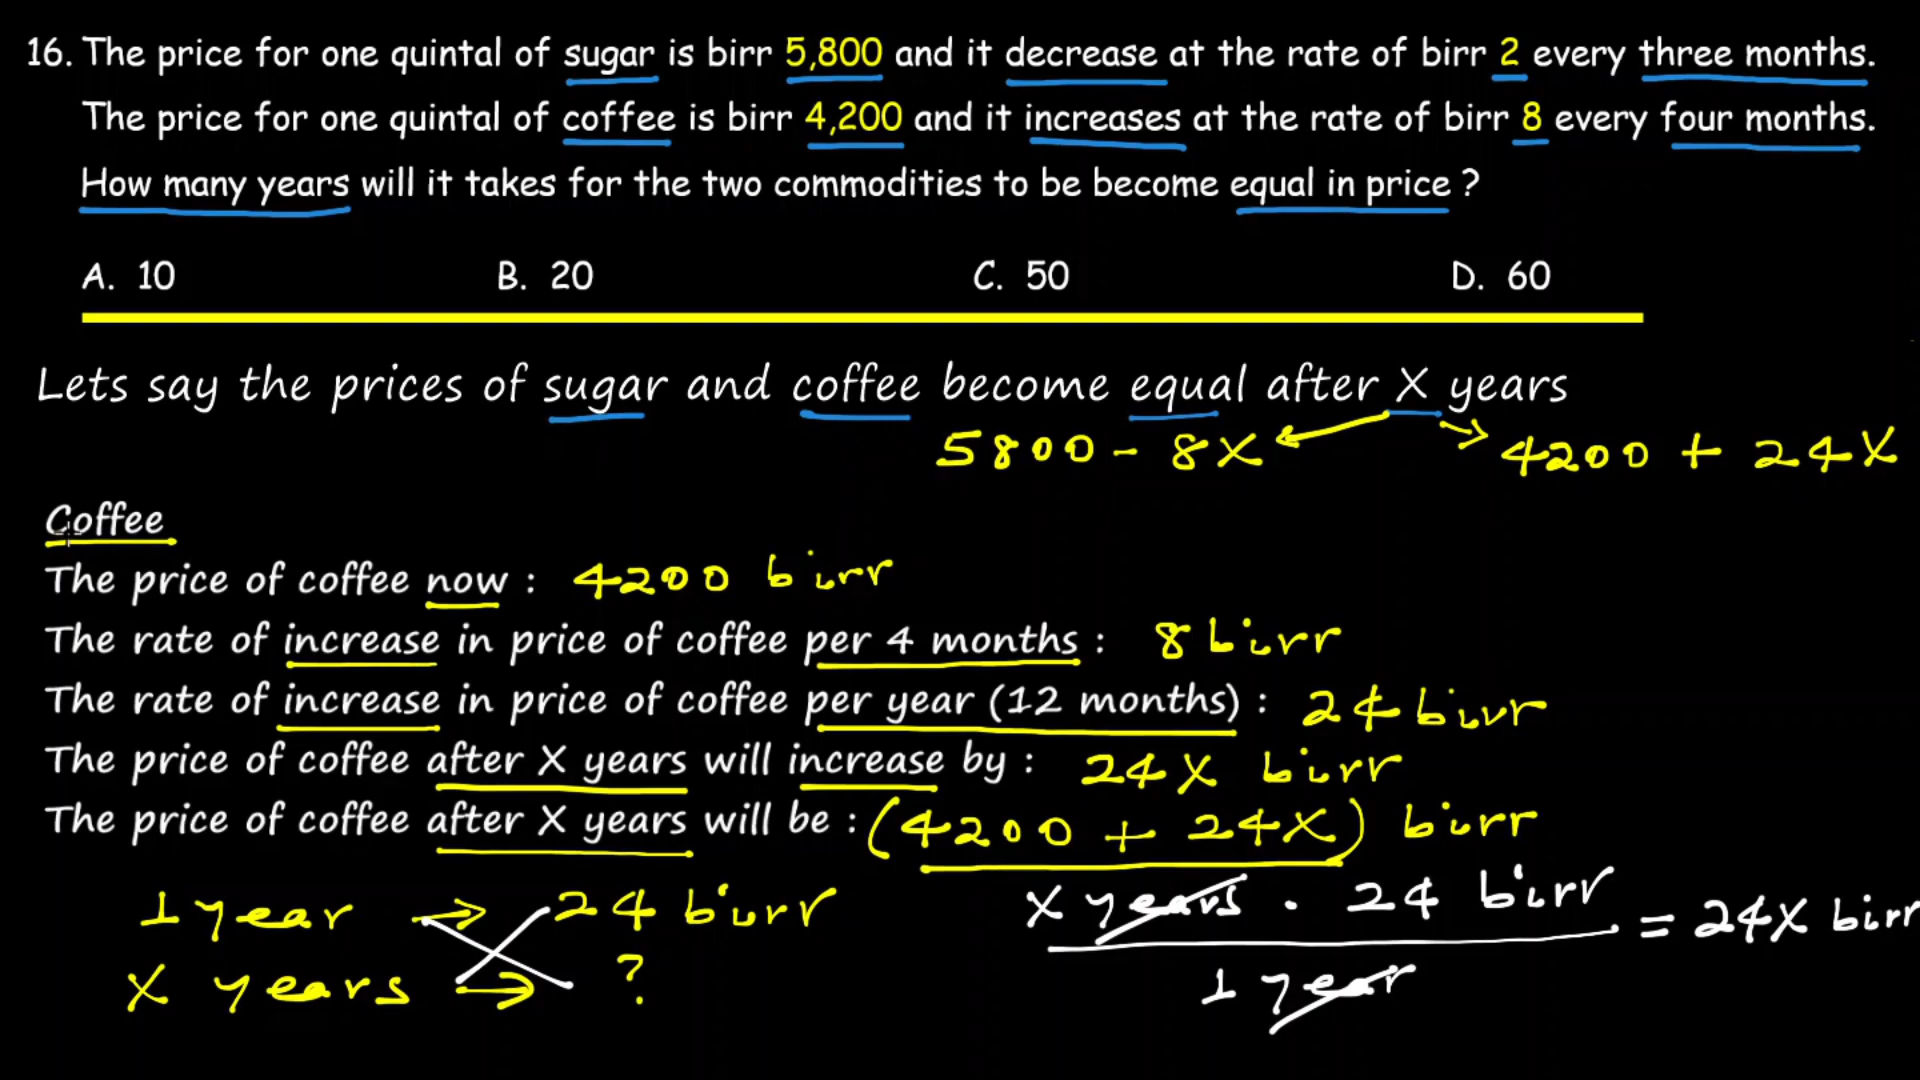 16. The price for one quintal of sugar is birr 5,800 and it decrease at the rate of birr 2 every three months.
The price for one quintal of coffee is birr 4,200 and it increases at the rate of birr 8 every four months.
How many years will it takes for the two commodities to be become equal in price ?
A. 10 B. 20 C. 50 D. 60
Lets say the prices of sugar and coffee become equal after X years
5800 - 8X 4200 + 24X
Coffee
The price of coffee now : 4200 birr
The rate of increase in price of coffee per 4 months : 8 birr
The rate of increase in price of coffee per year (12 months) : 24 birr
The price of coffee after X years will increase by : 24X birr
The price of coffee after X years will be : (4200 + 24X) birr
1 year → 24 birr
X years → ?
X years . 24 birr = 24X birr
1 year